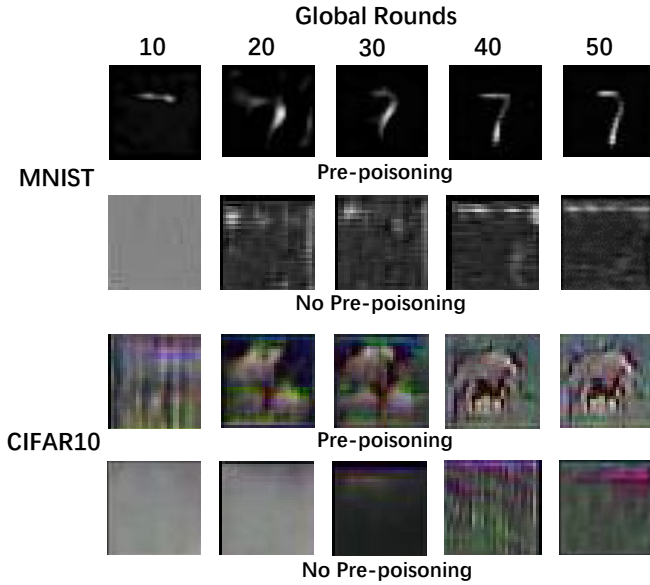 Global Rounds
10 20 30 40 50
Pre-poisoning
MNIST
No Pre-poisoning
Pre-poisoning
CIFAR10
No Pre-poisoning